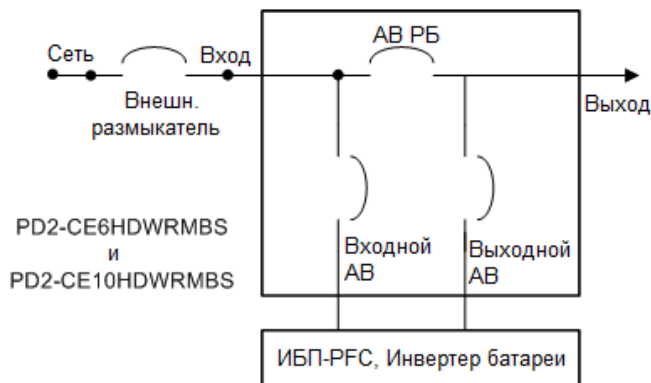 АВ РБ
Сеть
Вход
Внешн.
размыкатель
Выход
PD2-CE6HDWRMBS
и
PD2-CE10HDWRMBS
Входной
АВ
Выходной
АВ
ИБП-PFC, Инвертер батареи